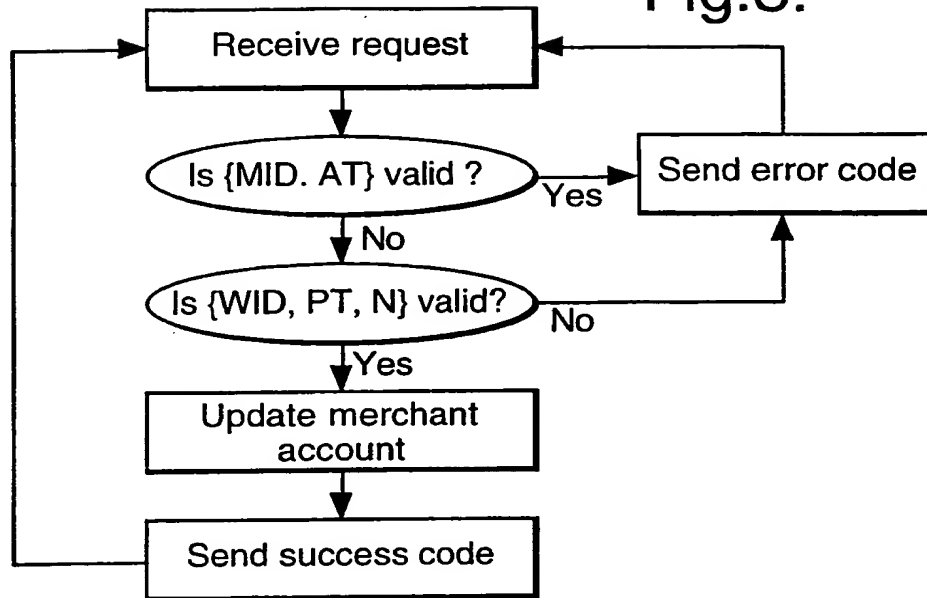 Receive request
Is {MID. AT} valid ?
Yes
Send error code
No
Is {WID, PT, N} valid?
No
Yes
Update merchant
account
Send success code